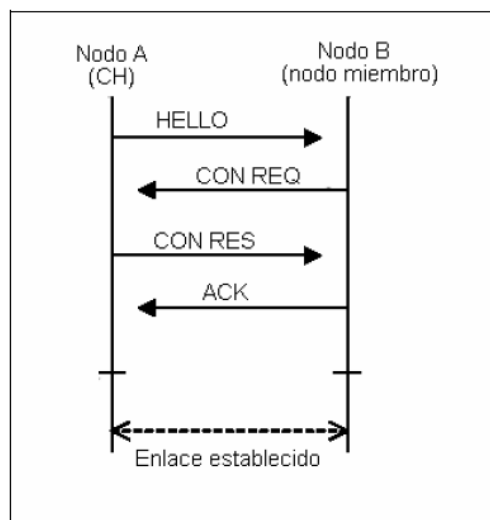 Nodo A
(CH)
Nodo B
(nodo miembro)
HELLO
CON REQ
CON RES
ACK
Enlace establecido